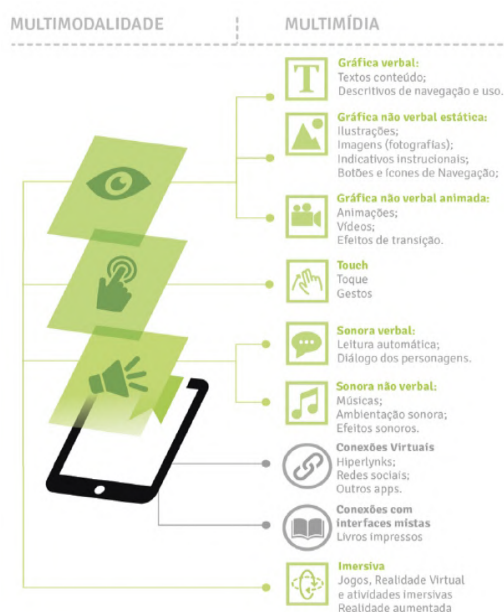 MULTIMODALIDADE
MULTIMÍDIA
T
Gráfica verbal:
Textos conteúdo;
Descritivos de navegação e uso.
Gráfica não verbal estática:
Ilustrações;
Imagens (fotografias);
Indicativos instrucionais;
Botões e ícones de Navegação;
Gráfica não verbal animada:
Animações;
Vídeos;
Efeitos de transição.
Touch
Toque
Gestos
Sonora verbal:
Leitura automática;
Diálogo dos personagens.
Sonora não verbal:
Músicas;
Ambientação sonora;
Efeitos sonoros.
Conexões Virtuais
Hiperlynks;
Redes sociais;
Outros apps.
Conexões com
interfaces mistas
Livros impressos
Imersiva
Jogos, Realidade Virtual
e atividades imersivas
Realidade aumentada